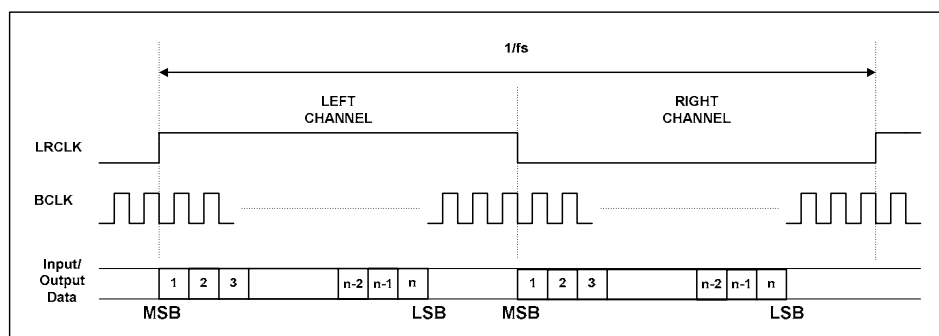 1/fs
LEFT
CHANNEL
RIGHT
CHANNEL
LRCLK
BCLK
Input/
Output
Data
1 2 3 n-2 n-1 n 1 2 3 n-2 n-1 n
MSB LSB MSB LSB